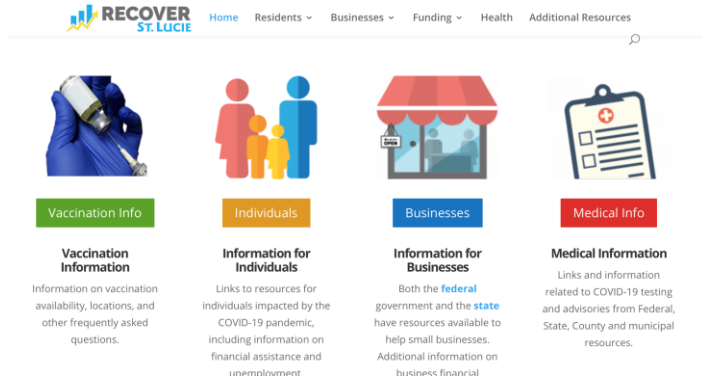 RECOVER
ST. LUCIE
Home Residents Businesses Funding Health Additional Resources
OPEN
Vaccination Info
Individuals
Businesses
Medical Info
Vaccination
Information
Information on vaccination
availability, locations, and
other frequently asked
questions.
Information for
Individuals
Links to resources for
individuals impacted by the
COVID-19 pandemic,
including information on
financial assistance and
unemployment
Information for
Businesses
Both the federal
government and the state
have resources available to
help small businesses.
Additional information on
business financial
Medical Information
Links and information
related to COVID-19 testing
and advisories from Federal,
State, County and municipal
resources.